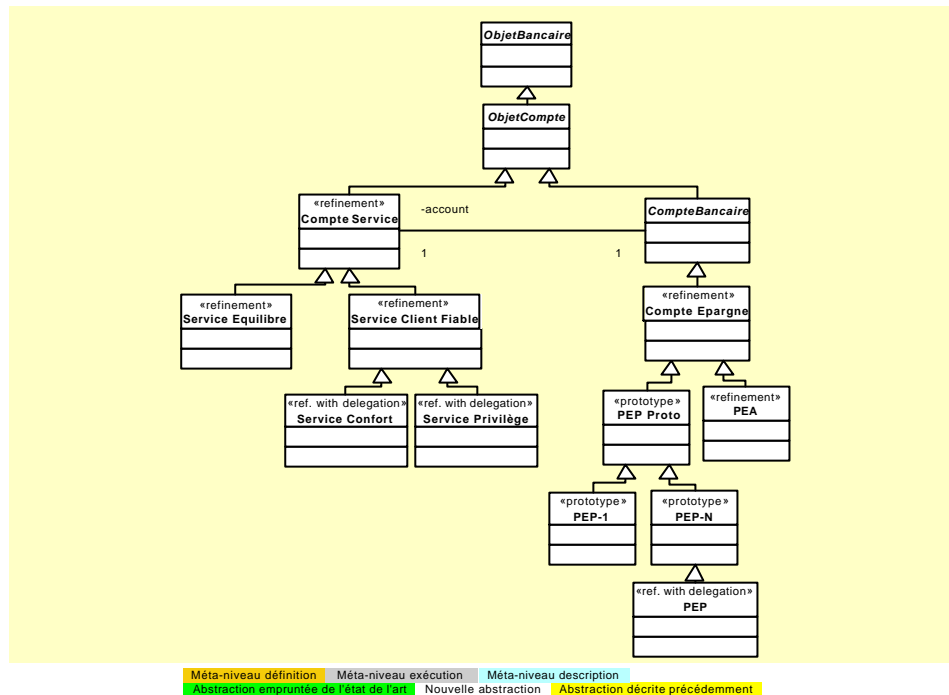 ObjetBancaire
ObjetCompte
«refinement»
Compte Service
-account
CompteBancaire
1
1
«refinement»
Service Equilibre
«refinement»
Service Client Fiable
«refinement»
Compte Epargne
«ref. with delegation»
Service Confort
«ref. with delegation»
Service Privilège
«prototype»
PEP Proto
«refinement»
PEA
«prototype»
PEP-1
«prototype»
PEP-N
«ref. with delegation»
PEP
Méta-niveau définition Méta-niveau exécution Méta-niveau description
Abstraction empruntée de l'état de l'art Nouvelle abstraction Abstraction décrite précédemment